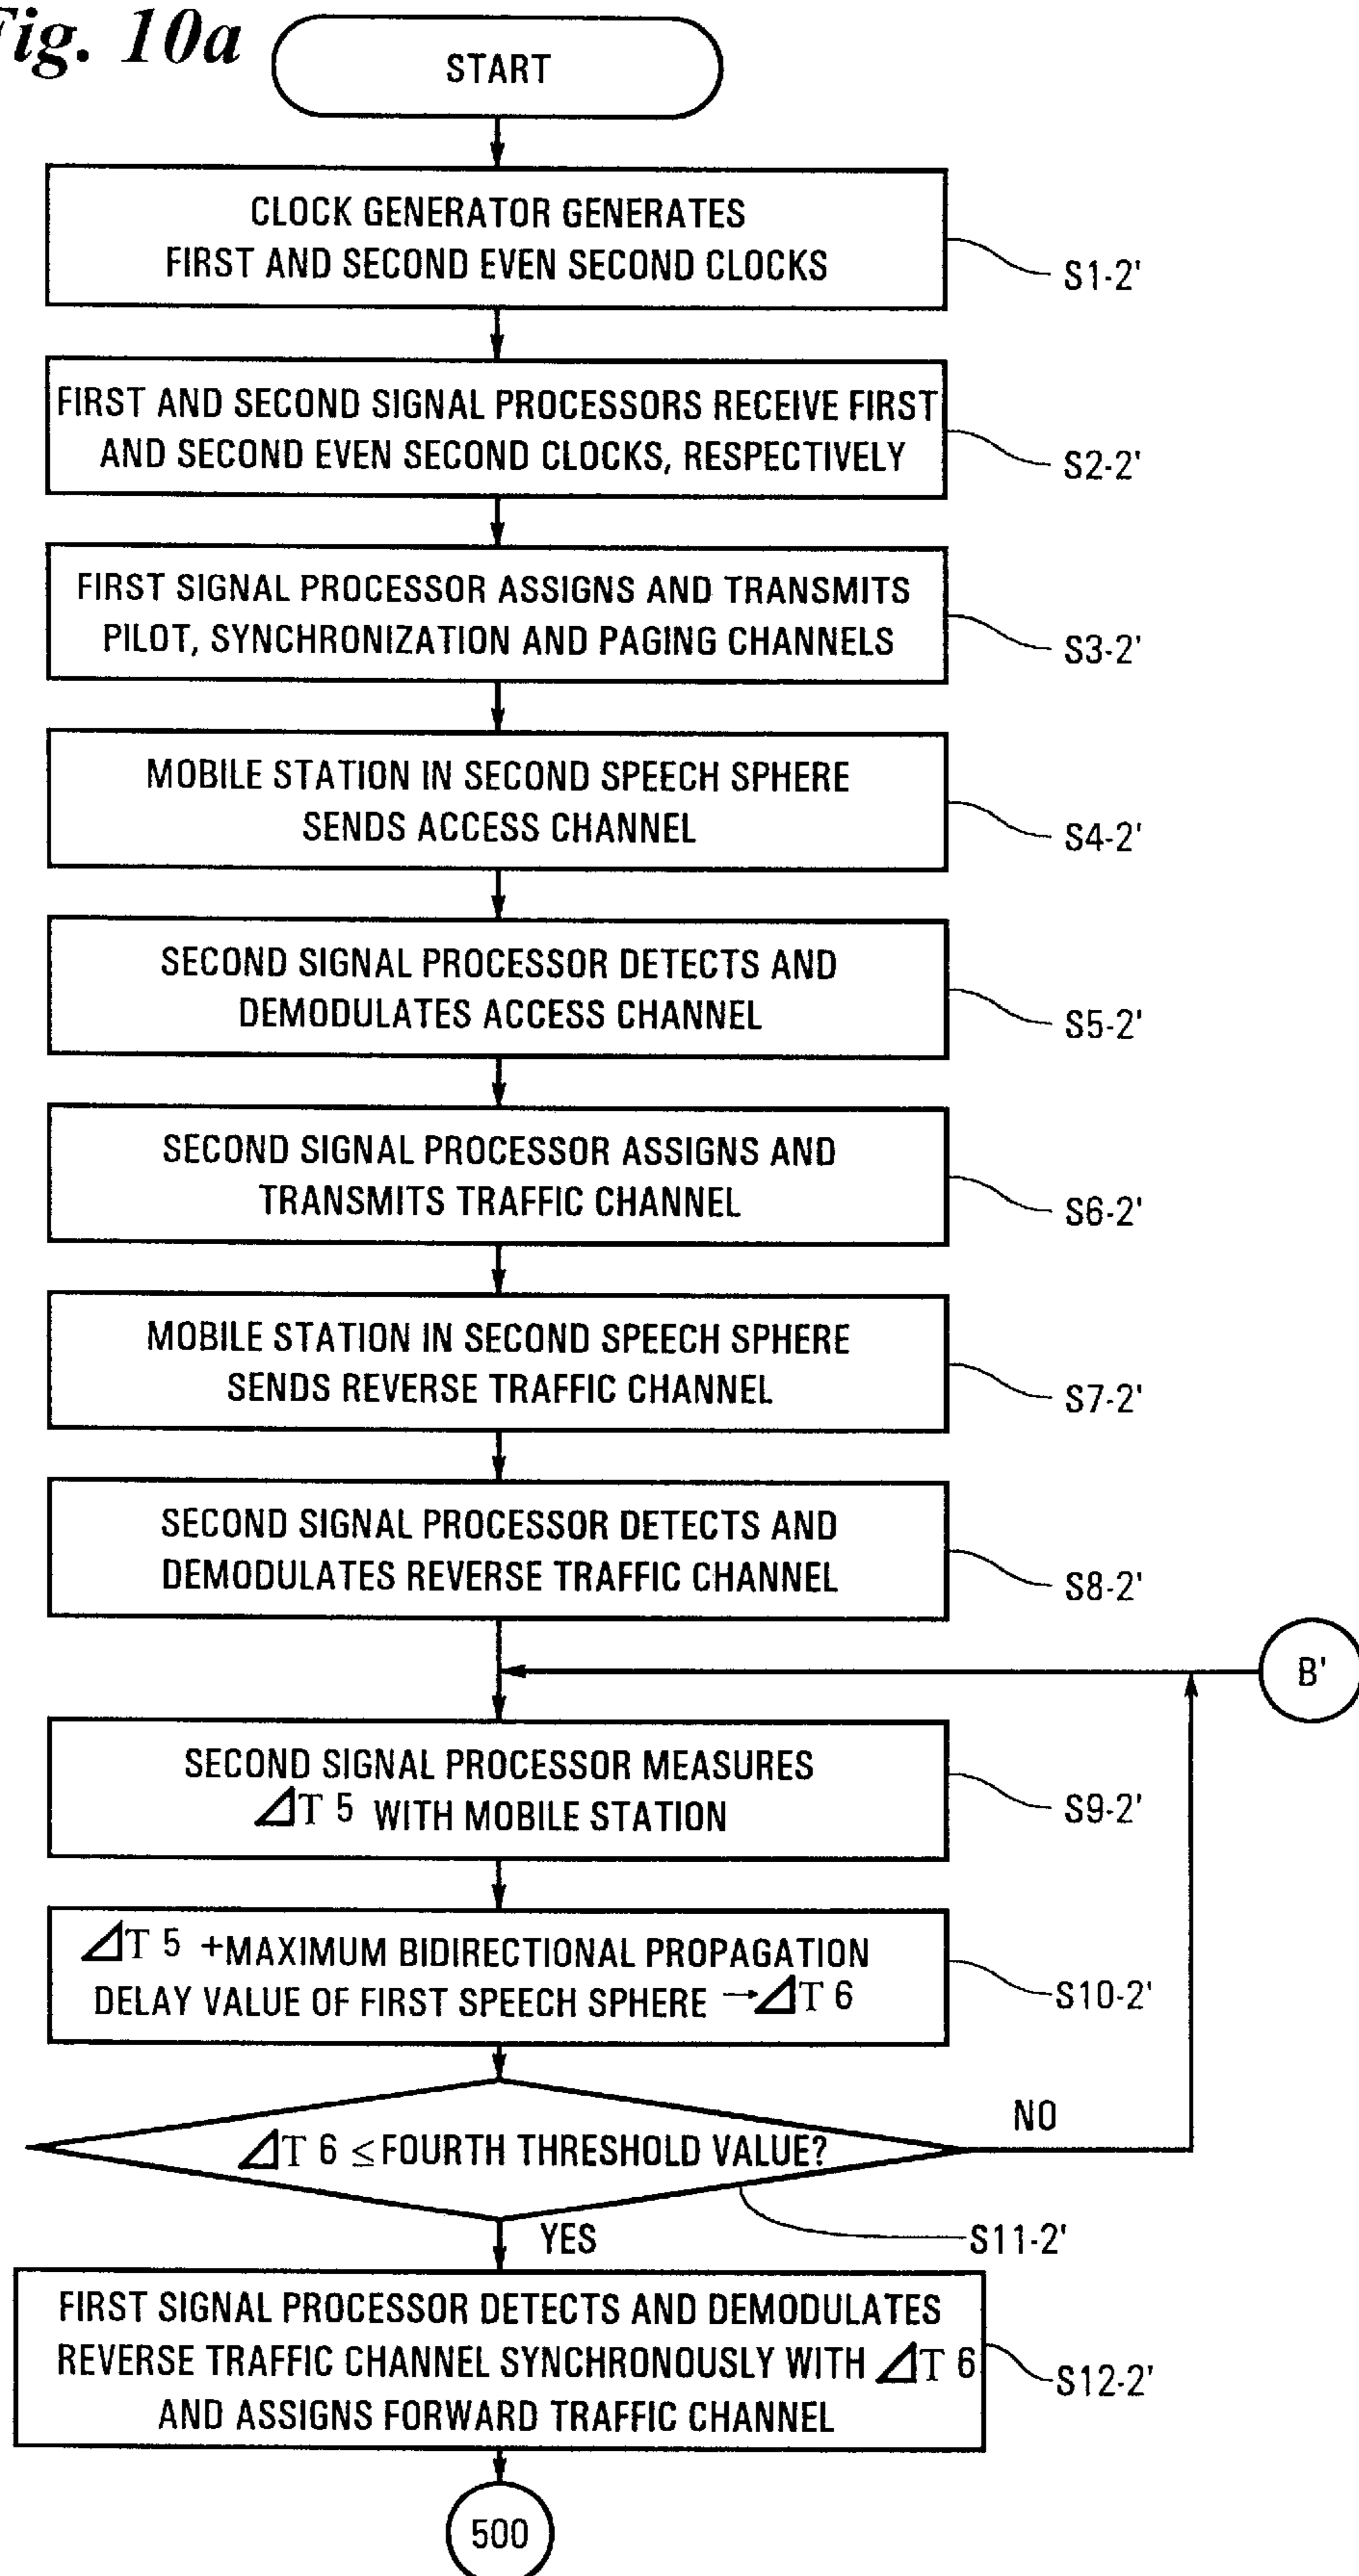 Fig. 10a
START
CLOCK GENERATOR GENERATES
FIRST AND SECOND EVEN SECOND CLOCKS
S1-2'
FIRST AND SECOND SIGNAL PROCESSORS RECEIVE FIRST
AND SECOND EVEN SECOND CLOCKS, RESPECTIVELY
S2-2'
FIRST SIGNAL PROCESSOR ASSIGNS AND TRANSMITS
PILOT, SYNCHRONIZATION AND PAGING CHANNELS
S3-2'
MOBILE STATION IN SECOND SPEECH SPHERE
SENDS ACCESS CHANNEL
S4-2'
SECOND SIGNAL PROCESSOR DETECTS AND
DEMODULATES ACCESS CHANNEL
S5-2'
SECOND SIGNAL PROCESSOR ASSIGNS AND
TRANSMITS TRAFFIC CHANNEL
S6-2'
MOBILE STATION IN SECOND SPEECH SPHERE
SENDS REVERSE TRAFFIC CHANNEL
S7-2'
SECOND SIGNAL PROCESSOR DETECTS AND
DEMODULATES REVERSE TRAFFIC CHANNEL
S8-2'
B'
SECOND SIGNAL PROCESSOR MEASURES
⊿T 5 WITH MOBILE STATION
S9-2'
⊿T 5 +MAXIMUM BIDIRECTIONAL PROPAGATION
DELAY VALUE OF FIRST SPEECH SPHERE →⊿T 6
S10-2'
⊿T 6 ≤FOURTH THRESHOLD VALUE?
NO
YES
S11-2'
FIRST SIGNAL PROCESSOR DETECTS AND DEMODULATES
REVERSE TRAFFIC CHANNEL SYNCHRONOUSLY WITH ⊿T 6
AND ASSIGNS FORWARD TRAFFIC CHANNEL
S12-2'
500